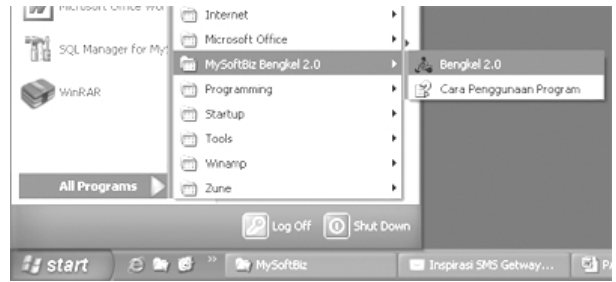 Microsoft Office Wor
SQL Manager for My
WinRAR
All Programs
Internet
Microsoft Office
MySoftBiz Bengkel 2.0
Programming
Startup
Tools
Winamp
Zune
Bengkel 2.0
Cara Penggunaan Program
Log Off
Shut Down
start
MySoftBiz
Inspirasi SMS Getway...
PA